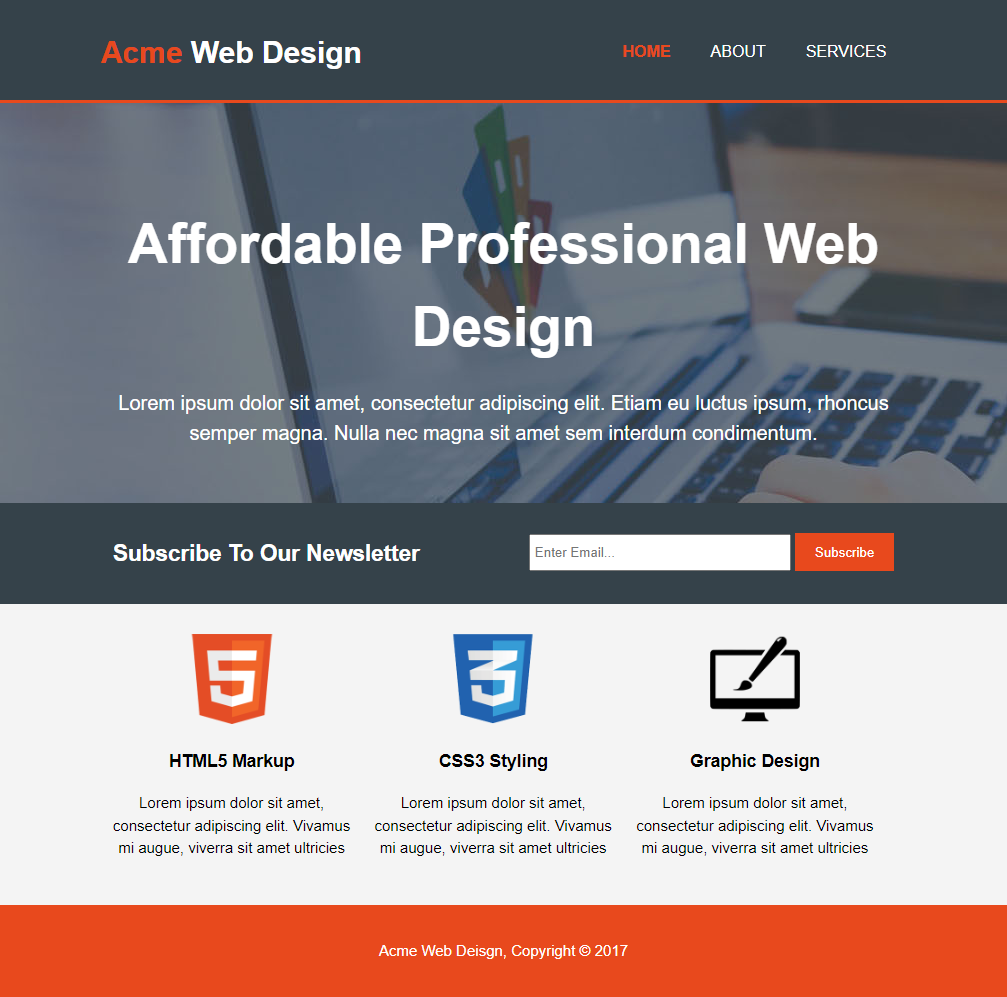 Acme Web Design
HOME ABOUT SERVICES
Affordable Professional Web
Design
Lorem ipsum dolor sit amet, consectetur adipiscing elit. Etiam eu luctus ipsum, rhoncus
semper magna. Nulla nec magna sit amet sem interdum condimentum.
Subscribe To Our Newsletter
Enter Email...
Subscribe
HTML5 Markup
Lorem ipsum dolor sit amet,
consectetur adipiscing elit. Vivamus
mi augue, viverra sit amet ultricies
CSS3 Styling
Lorem ipsum dolor sit amet,
consectetur adipiscing elit. Vivamus
mi augue, viverra sit amet ultricies
Graphic Design
Lorem ipsum dolor sit amet,
consectetur adipiscing elit. Vivamus
mi augue, viverra sit amet ultricies
Acme Web Deisgn, Copyright © 2017